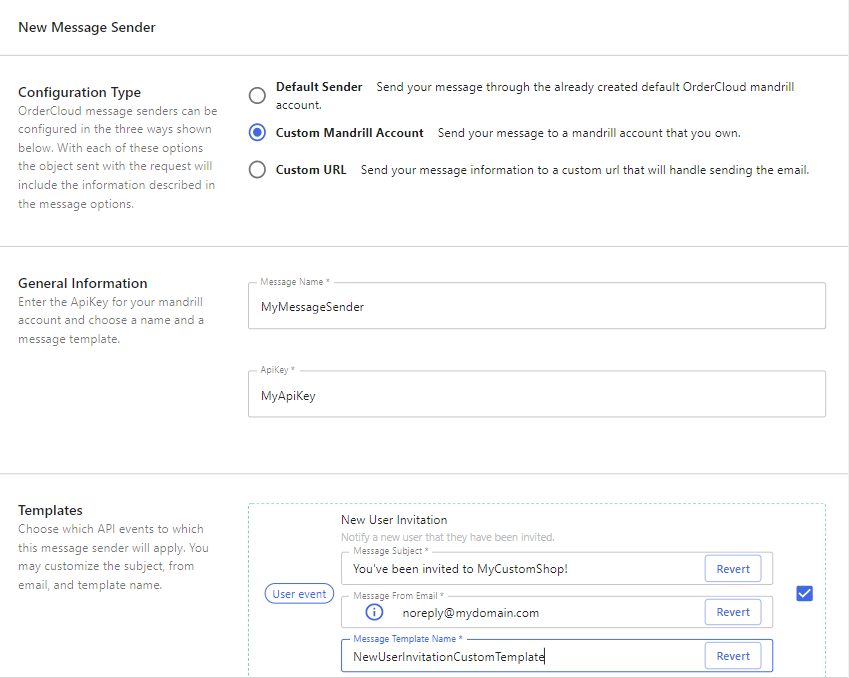 New Message Sender
Configuration Type
OrderCloud message senders can be
configured in the three ways shown
below. With each of these options
the object sent with the request will
include the information described in
the message options.
Default Sender Send your message through the already created default OrderCloud mandrill
account.
Custom Mandrill Account Send your message to a mandrill account that you own.
Custom URL Send your message information to a custom url that will handle sending the email.
General Information
Enter the ApiKey for your mandrill
account and choose a name and a
message template.
Message Name *
MyMessageSender
ApiKey *
MyApiKey
Templates
Choose which API events to which
this message sender will apply. You
may customize the subject, from
email, and template name.
User event
New User Invitation
Notify a new user that they have been invited.
Message Subject *
You've been invited to MyCustomShop! Revert
Message From Email *
noreply@mydomain.com Revert
Message Template Name *
NewUserInvitationCustomTemplate Revert